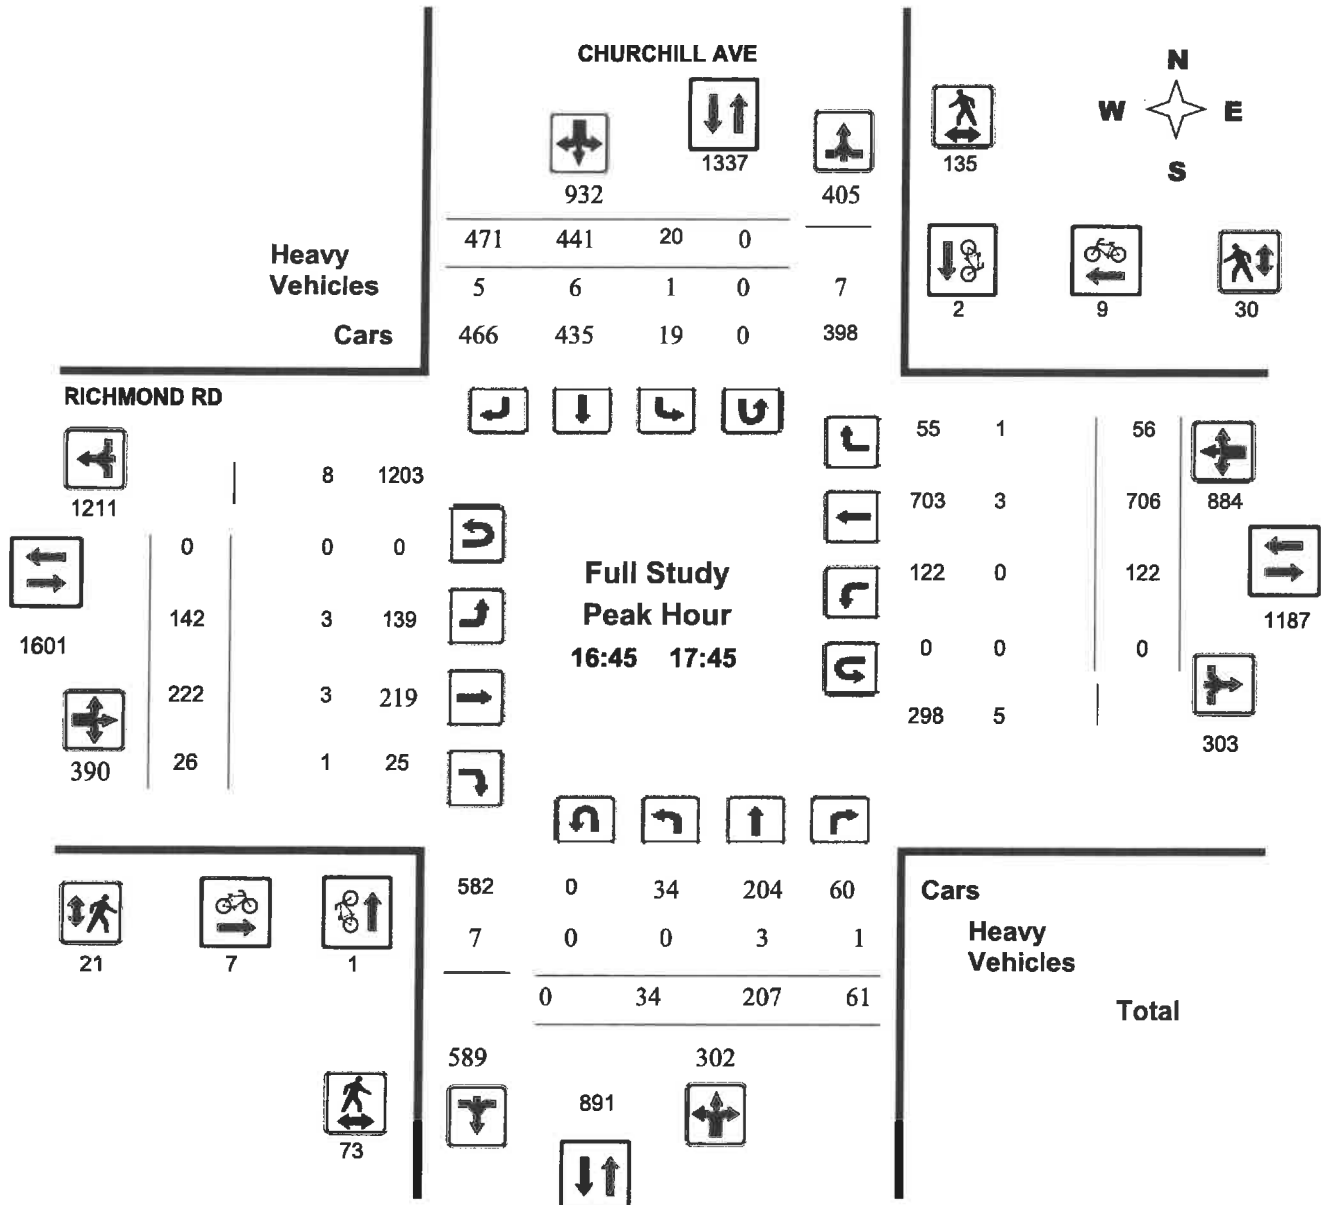 CHURCHILL AVE
N
W E
S
1337
135
932
405
471 441 20 0
Heavy
Vehicles
5 6 1 0 7
2 9 30
Cars
466 435 19 0 398
RICHMOND RD
55 1 56
8 1203
1211
703 3 706 884
0 0 0
Full Study
122 0 122
Peak Hour
142 3 139
1187
1601
16:45 17:45
0 0 0
222 3 219
298 5
303
390
26 1 25
582 0 34 204 60
Cars
7 0 0 3 1
Heavy
Vehicles
21 7 1
0 34 207 61
Total
589 302
891
73